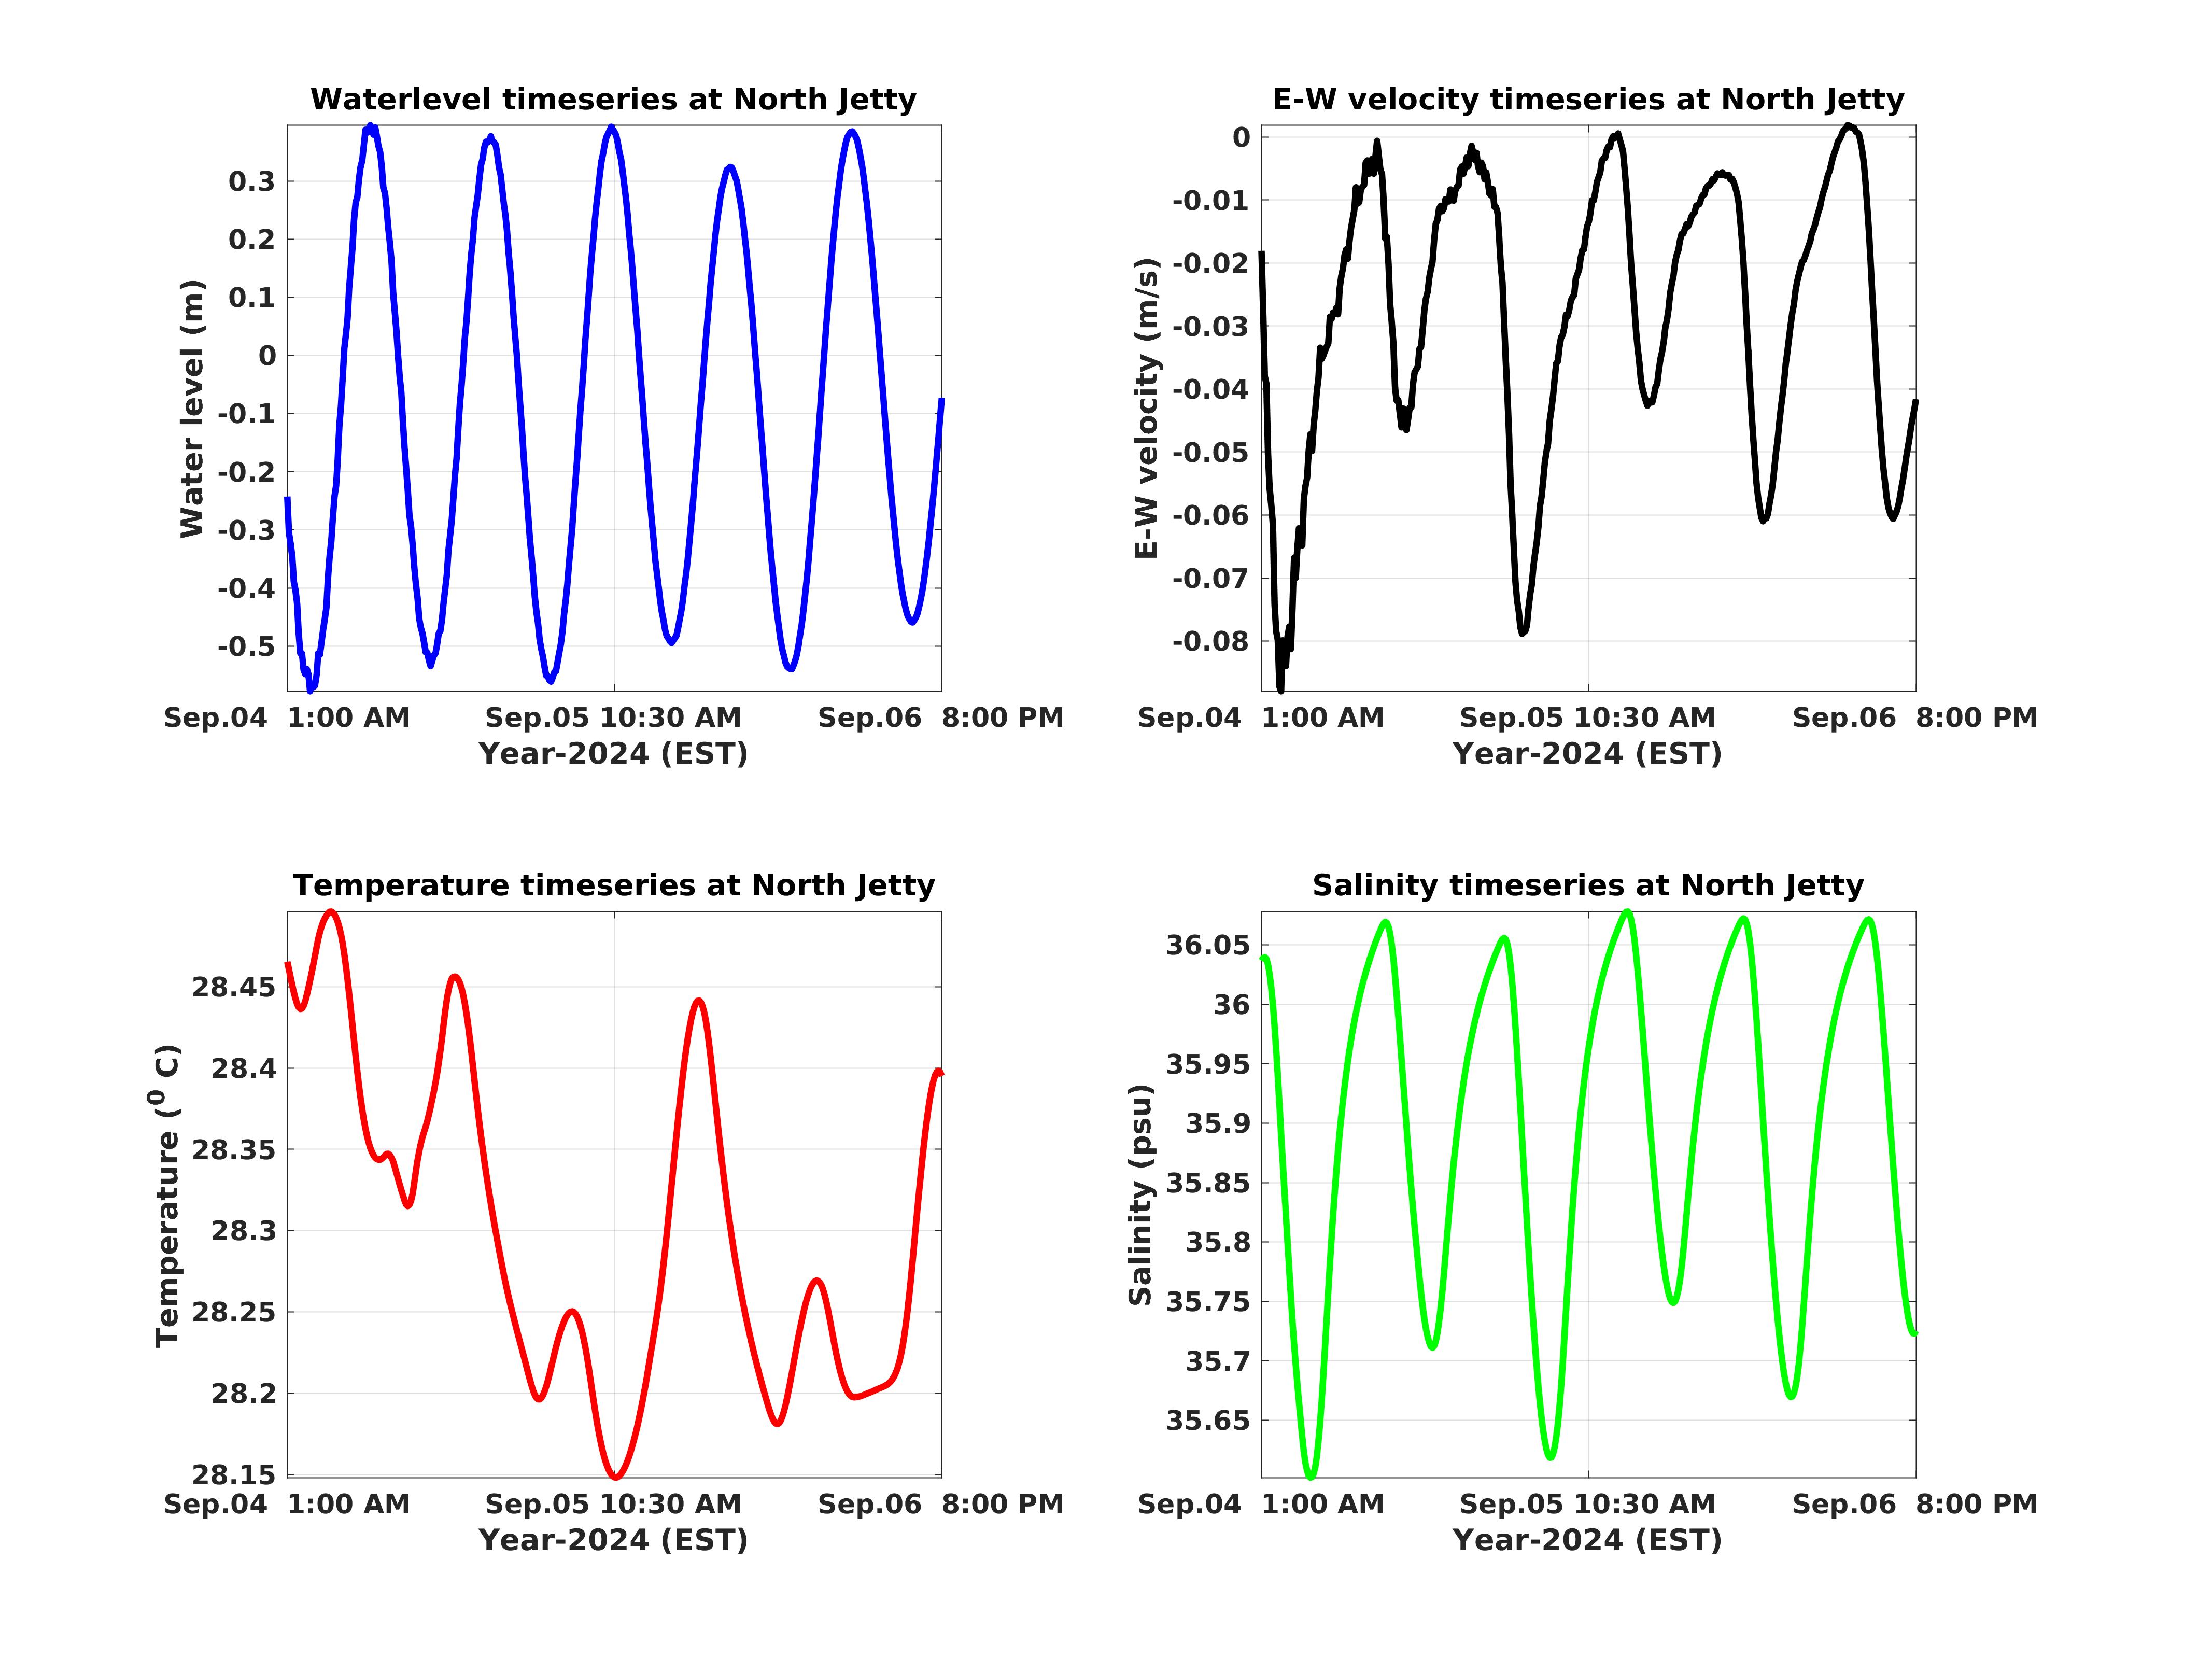 Waterlevel timeseries at North Jetty
Water level (m)
0.3
0.2
0.1
0
-0.1
-0.2
-0.3
-0.4
-0.5
Sep.04 1:00 AM Sep.05 10:30 AM Sep.06 8:00 PM
Year-2024 (EST)
E-W velocity timeseries at North Jetty
E-W velocity (m/s)
0
-0.01
-0.02
-0.03
-0.04
-0.05
-0.06
-0.07
-0.08
Sep.04 1:00 AM Sep.05 10:30 AM Sep.06 8:00 PM
Year-2024 (EST)
Temperature timeseries at North Jetty
Temperature (⁰ C)
28.45
28.4
28.35
28.3
28.25
28.2
28.15
Sep.04 1:00 AM Sep.05 10:30 AM Sep.06 8:00 PM
Year-2024 (EST)
Salinity timeseries at North Jetty
Salinity (psu)
36.05
36
35.95
35.9
35.85
35.8
35.75
35.7
35.65
Sep.04 1:00 AM Sep.05 10:30 AM Sep.06 8:00 PM
Year-2024 (EST)